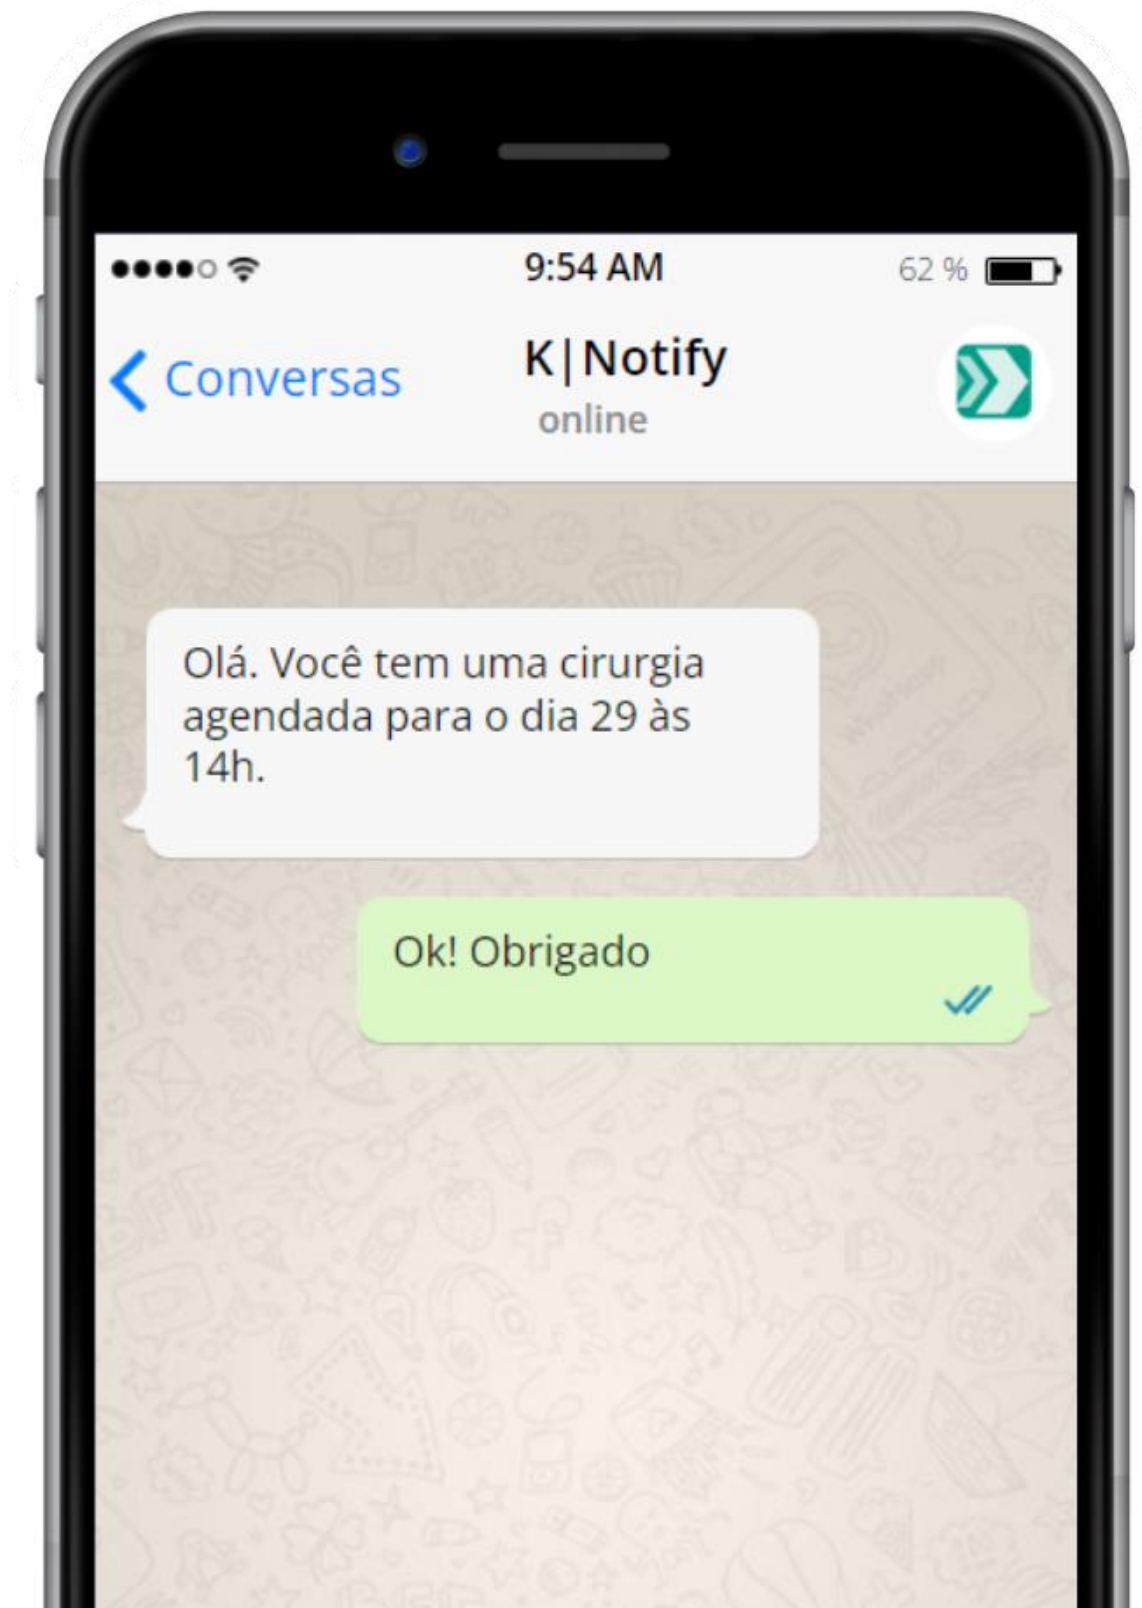 9:54 AM
62 %
Conversas
K|Notify
online
Olá. Você tem uma cirurgia
agendada para o dia 29 às
14h.
Ok! Obrigado